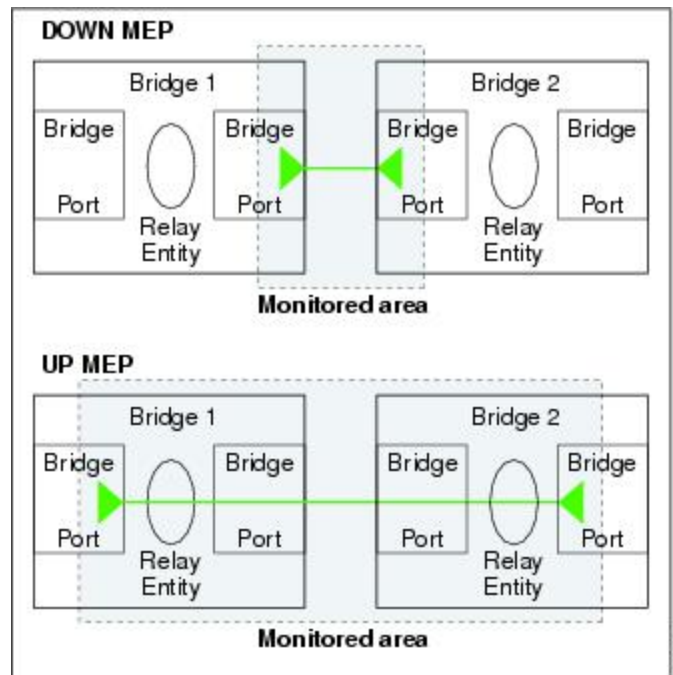 DOWN MEP
Bridge 1
Bridge 2
Bridge
Bridge
Bridge
Bridge
Port
Port
Port
Port
Relay
Entity
Relay
Entity
Monitored area
UP MEP
Bridge 1
Bridge 2
Bridge
Bridge
Bridge
Bridge
Port
Port
Port
Port
Relay
Entity
Relay
Entity
Monitored area